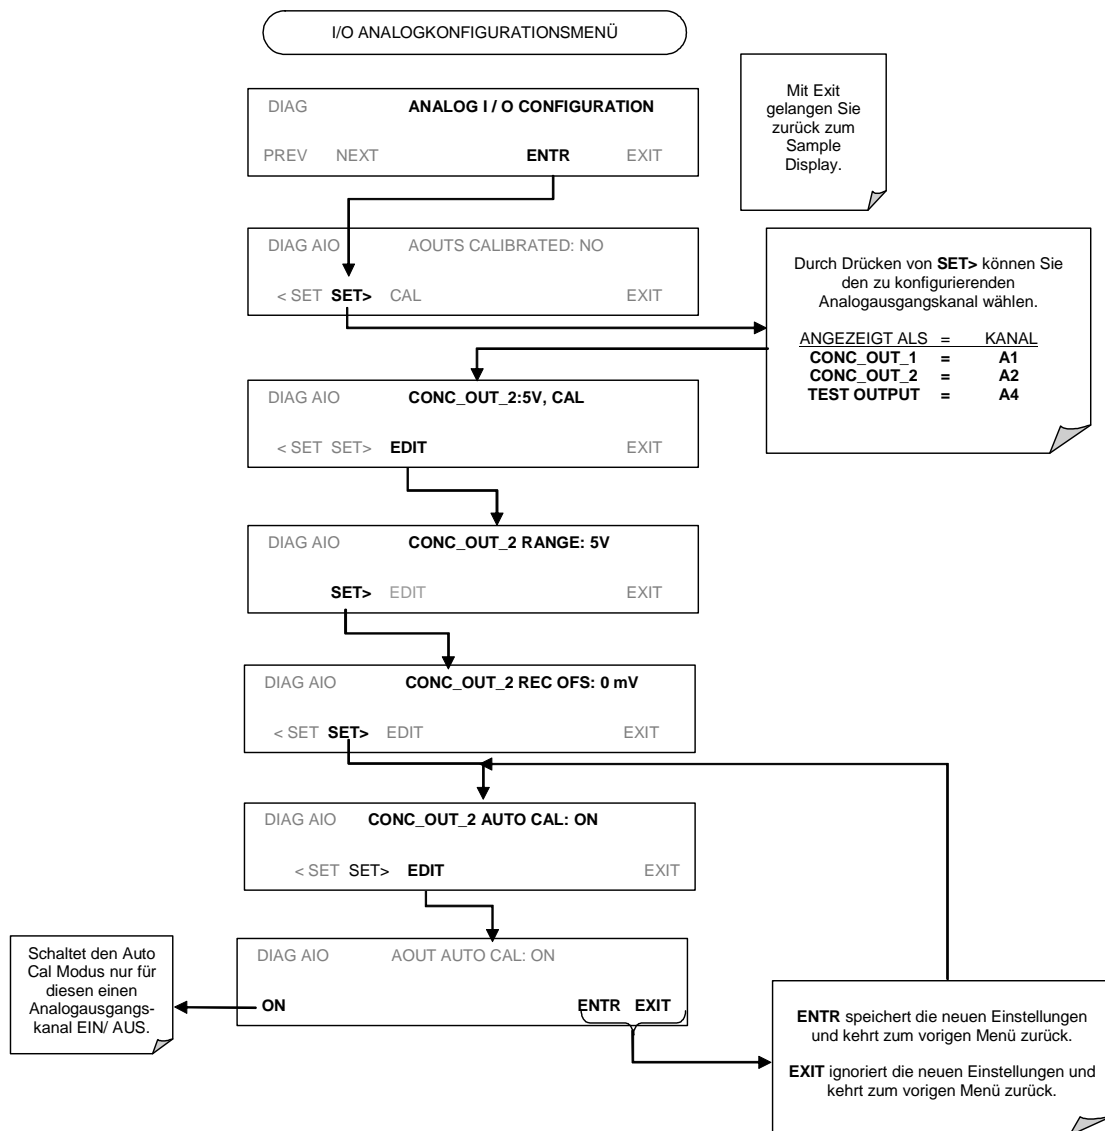 I/O ANALOGKONFIGURATIONSMENÜ
DIAG ANALOG I / O CONFIGURATION
PREV NEXT ENTR EXIT
Mit Exit
gelangen Sie
zurück zum
Sample
Display.
DIAG AIO AOUTS CALIBRATED: NO
< SET SET> CAL EXIT
Durch Drücken von SET> können Sie
den zu konfigurierenden
Analogausgangskanal wählen.
ANGEZEIGT ALS = KANAL
CONC_OUT_1 = A1
CONC_OUT_2 = A2
TEST OUTPUT = A4
DIAG AIO CONC_OUT_2:5V, CAL
< SET SET> EDIT EXIT
DIAG AIO CONC_OUT_2 RANGE: 5V
SET> EDIT EXIT
DIAG AIO CONC_OUT_2 REC OFS: 0 mV
< SET SET> EDIT EXIT
DIAG AIO CONC_OUT_2 AUTO CAL: ON
< SET SET> EDIT EXIT
Schaltet den Auto
Cal Modus nur für
diesen einen
Analogausgangs-
kanal EIN/ AUS.
DIAG AIO AOUT AUTO CAL: ON
ON ENTR EXIT
ENTR speichert die neuen Einstellungen
und kehrt zum vorigen Menü zurück.
EXIT ignoriert die neuen Einstellungen und
kehrt zum vorigen Menü zurück.